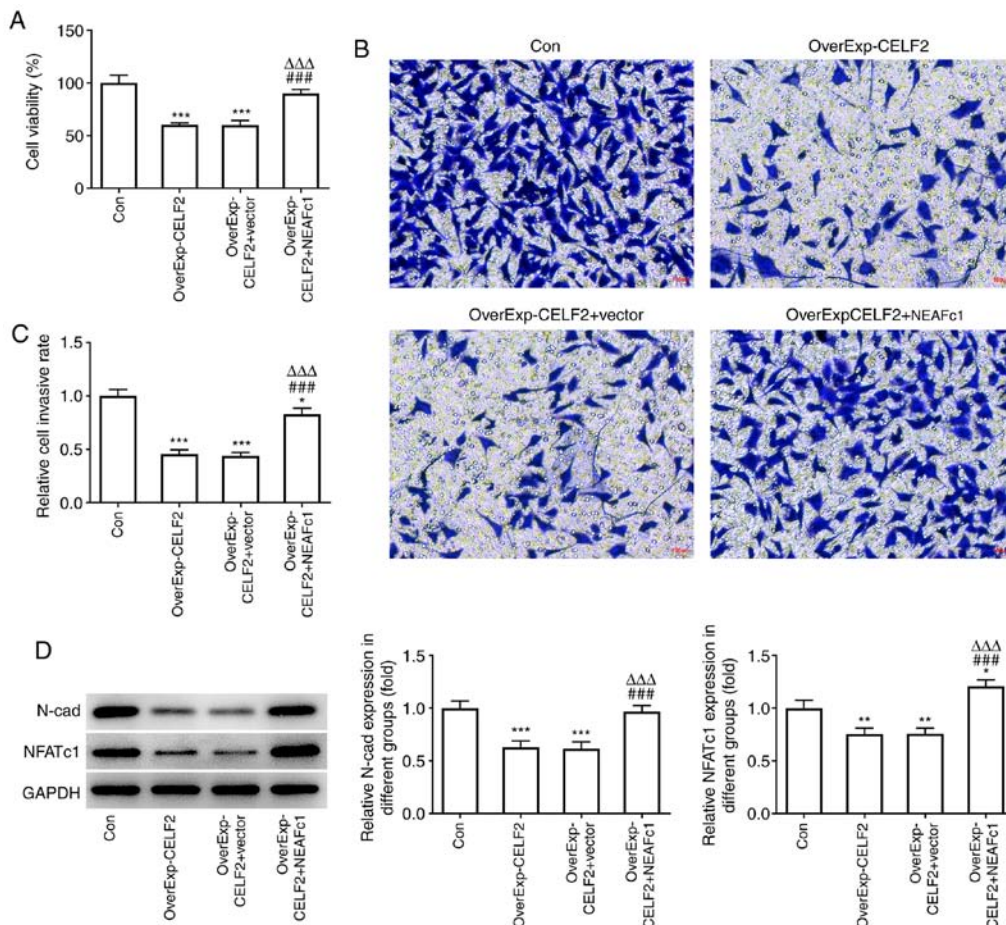 A
Cell viability (%)
150
100
50
0
***
***
ΔΔΔ
###
Con
OverExp-CELF2
OverExp-
CELF2+vector
OverExp-
CELF2+NEAFc1
B
Con
OverExp-CELF2
OverExp-CELF2+vector
OverExpCELF2+NEAFc1
C
Relative cell invasive rate
1.5
1.0
0.5
0.0
***
***
ΔΔΔ
###
*
Con
OverExp-CELF2
OverExp-
CELF2+vector
OverExp-
CELF2+NEAFc1
D
N-cad
NFATc1
GAPDH
Con
OverExp-CELF2
OverExp-
CELF2+vector
OverExp-
CELF2+NEAFc1
Relative N-cad expression in
different groups (fold)
1.5
1.0
0.5
0.0
***
***
ΔΔΔ
###
Con
OverExp-CELF2
OverExp-
CELF2+vector
OverExp-
CELF2+NEAFc1
Relative NFATc1 expression in
different groups (fold)
1.5
1.0
0.5
0.0
**
**
ΔΔΔ
###
*
Con
OverExp-CELF2
OverExp-
CELF2+vector
OverExp-
CELF2+NEAFc1